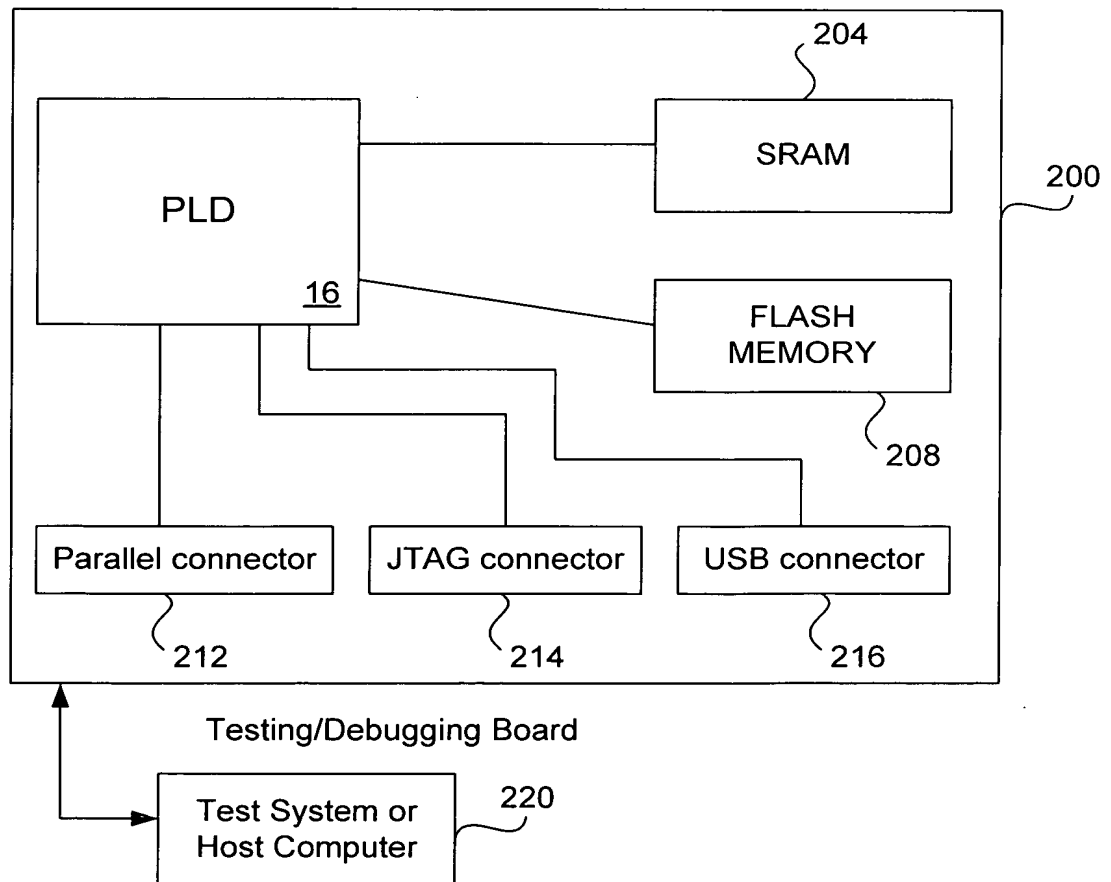 204
SRAM
200
PLD
16
FLASH
MEMORY
208
Parallel connector
JTAG connector
USB connector
212
214
216
Testing/Debugging Board
Test System or
Host Computer
220